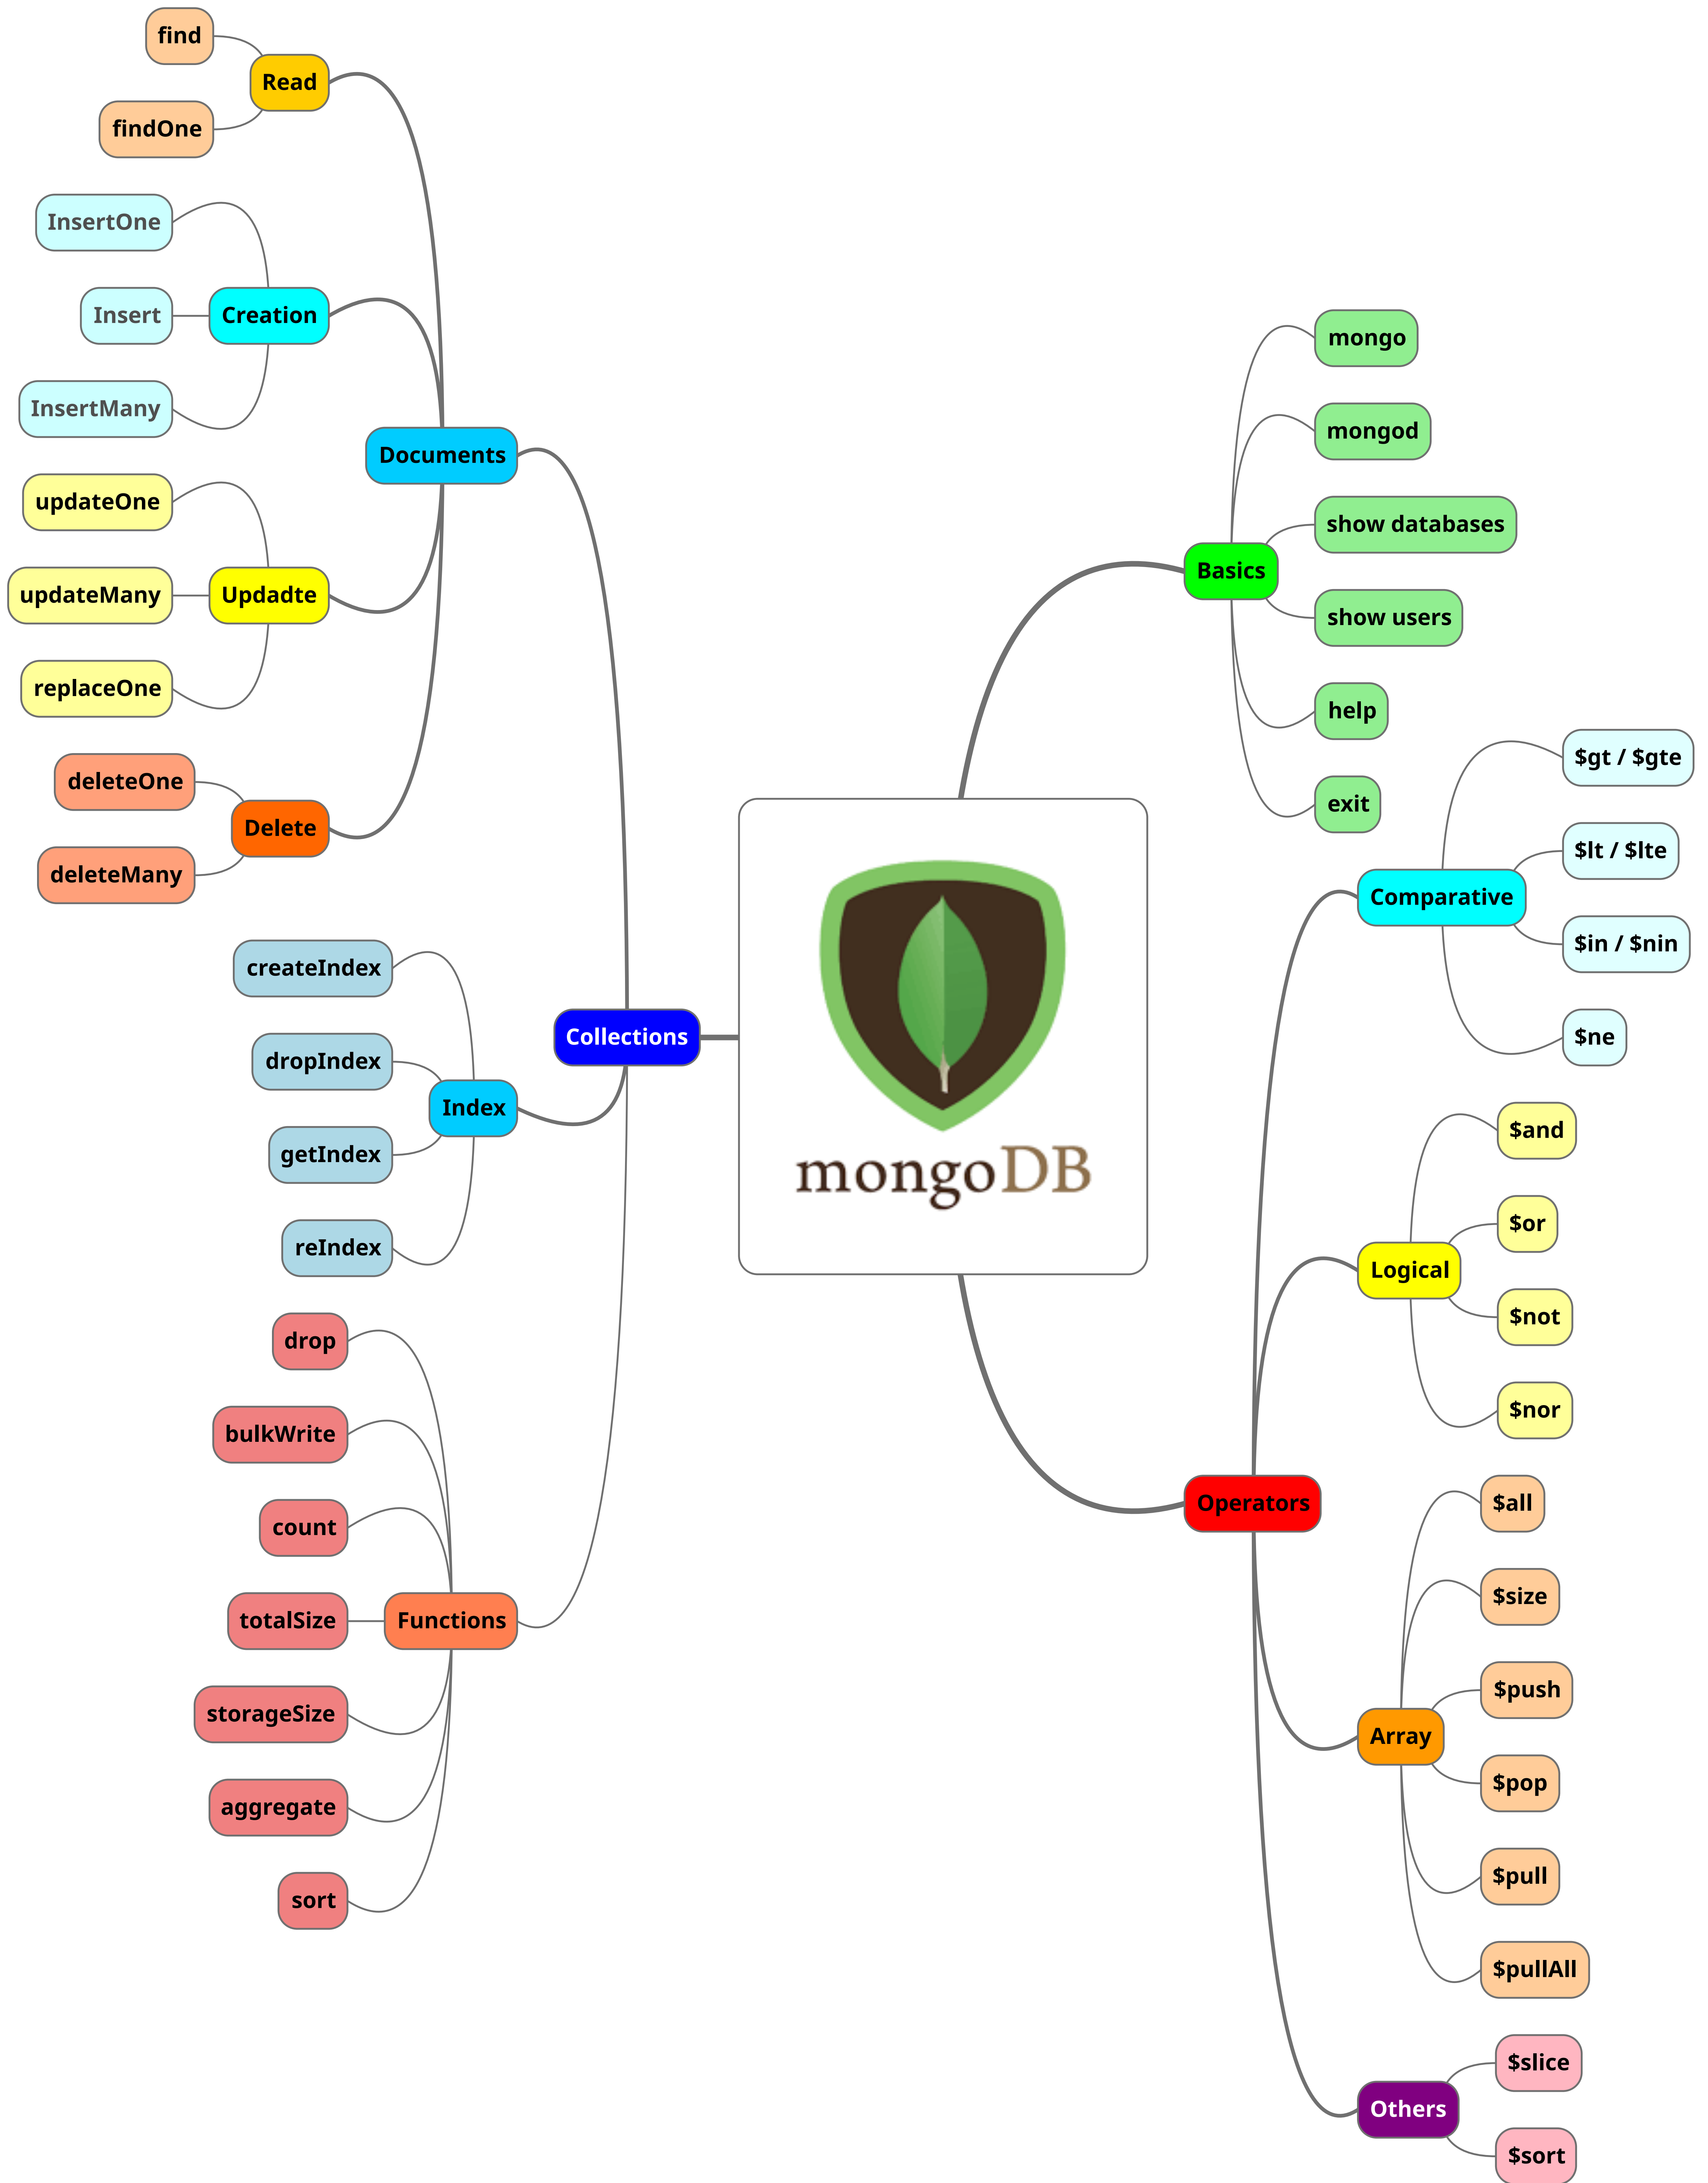 find
Read
findOne
InsertOne
Insert
Creation
InsertMany
Documents
updateOne
updateMany
Updadte
replaceOne
deleteOne
Delete
deleteMany
createIndex
Collections
dropIndex
Index
getIndex
reIndex
drop
bulkWrite
count
totalSize
Functions
storageSize
aggregate
sort
mongoDB
mongo
mongod
show databases
Basics
show users
help
exit
$gt / $gte
$lt / $lte
Comparative
$in / $nin
$ne
$and
$or
Logical
$not
$nor
Operators
$all
$size
$push
Array
$pop
$pull
$pullAll
$slice
Others
$sort